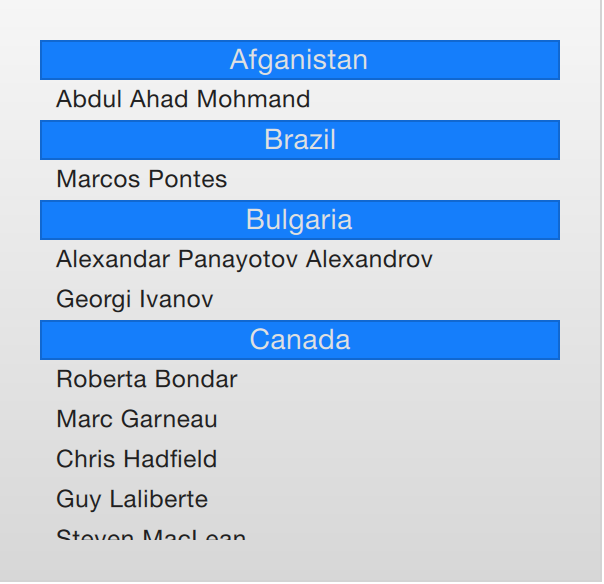 Afganistan
Abdul Ahad Mohmand
Brazil
Marcos Pontes
Bulgaria
Alexandar Panayotov Alexandrov
Georgi Ivanov
Canada
Roberta Bondar
Marc Garneau
Chris Hadfield
Guy Laliberte
Steven MacLean